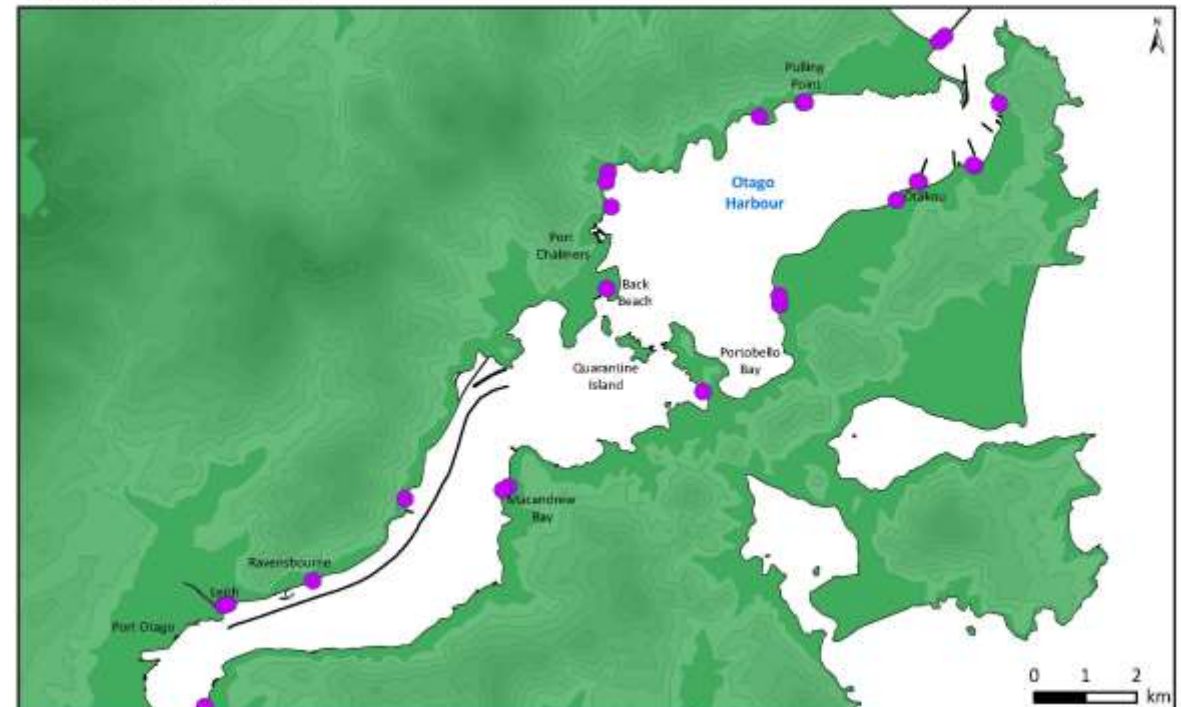 N
Pulling
Point
Otago
Harbour
Otakou
Port
Chalmers
Back
Beach
Quarantine
Island
Portobello
Bay
Macandrew
Bay
Ravensbourne
Leith
Port Otago
0 1 2
km